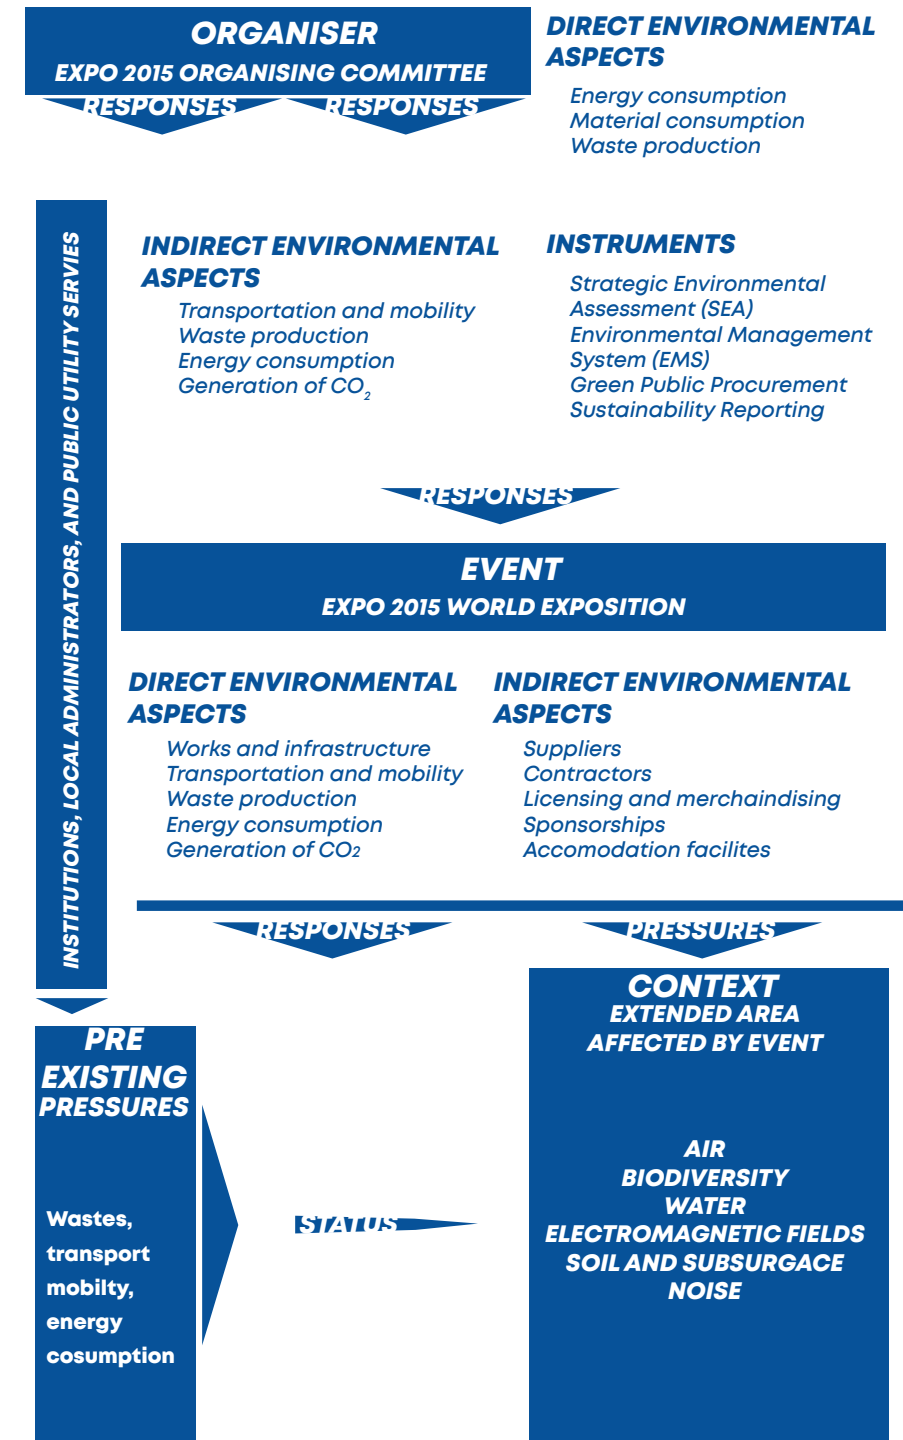 ORGANISER
EXPO 2015 ORGANISING COMMITTEE
RESPONSES
RESPONSES
DIRECT ENVIRONMENTAL
ASPECTS
Energy consumption
Material consumption
Waste production
INSTITUTIONS, LOCAL ADMINISTRATORS, AND PUBLIC UTILITY SERVIES
INDIRECT ENVIRONMENTAL
ASPECTS
Transportation and mobility
Waste production
Energy consumption
Generation of CO₂
INSTRUMENTS
Strategic Environmental
Assessment (SEA)
Environmental Management
System (EMS)
Green Public Procurement
Sustainability Reporting
RESPONSES
EVENT
EXPO 2015 WORLD EXPOSITION
DIRECT ENVIRONMENTAL
ASPECTS
Works and infrastructure
Transportation and mobility
Waste production
Energy consumption
Generation of CO2
INDIRECT ENVIRONMENTAL
ASPECTS
Suppliers
Contractors
Licensing and merchaindising
Sponsorships
Accomodation facilites
RESPONSES
PRESSURES
PRE
EXISTING
PRESSURES
Wastes,
transport
mobilty,
energy
cosumption
STATUS
CONTEXT
EXTENDED AREA
AFFECTED BY EVENT
AIR
BIODIVERSITY
WATER
ELECTROMAGNETIC FIELDS
SOIL AND SUBSURGACE
NOISE